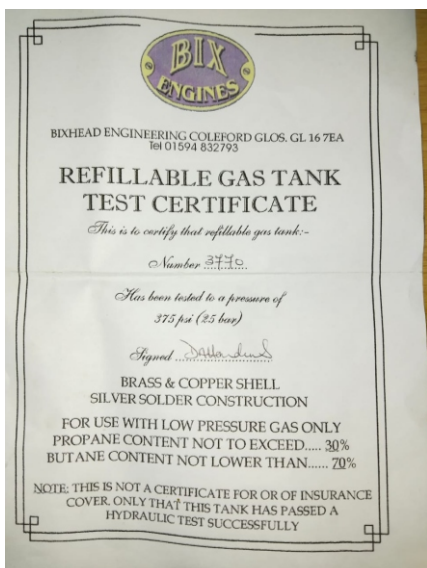 BIX
ENGINES
BIXHEAD ENGINEERING COLEFORD GLOS. GL 16 7EA
Tel 01594 832793
REFILLABLE GAS TANK
TEST CERTIFICATE
This is to certify that refillable gas tank:-
Number 3770
Has been tested to a pressure of
375 psi (25 bar)
Signed
BRASS & COPPER SHELL
SILVER SOLDER CONSTRUCTION
FOR USE WITH LOW PRESSURE GAS ONLY
PROPANE CONTENT NOT TO EXCEED..... 30%
BUTANE CONTENT NOT LOWER THAN...... 70%
NOTE: THIS IS NOT A CERTIFICATE FOR OR OF INSURANCE
COVER, ONLY THAT THIS TANK HAS PASSED A
HYDRAULIC TEST SUCCESSFULLY